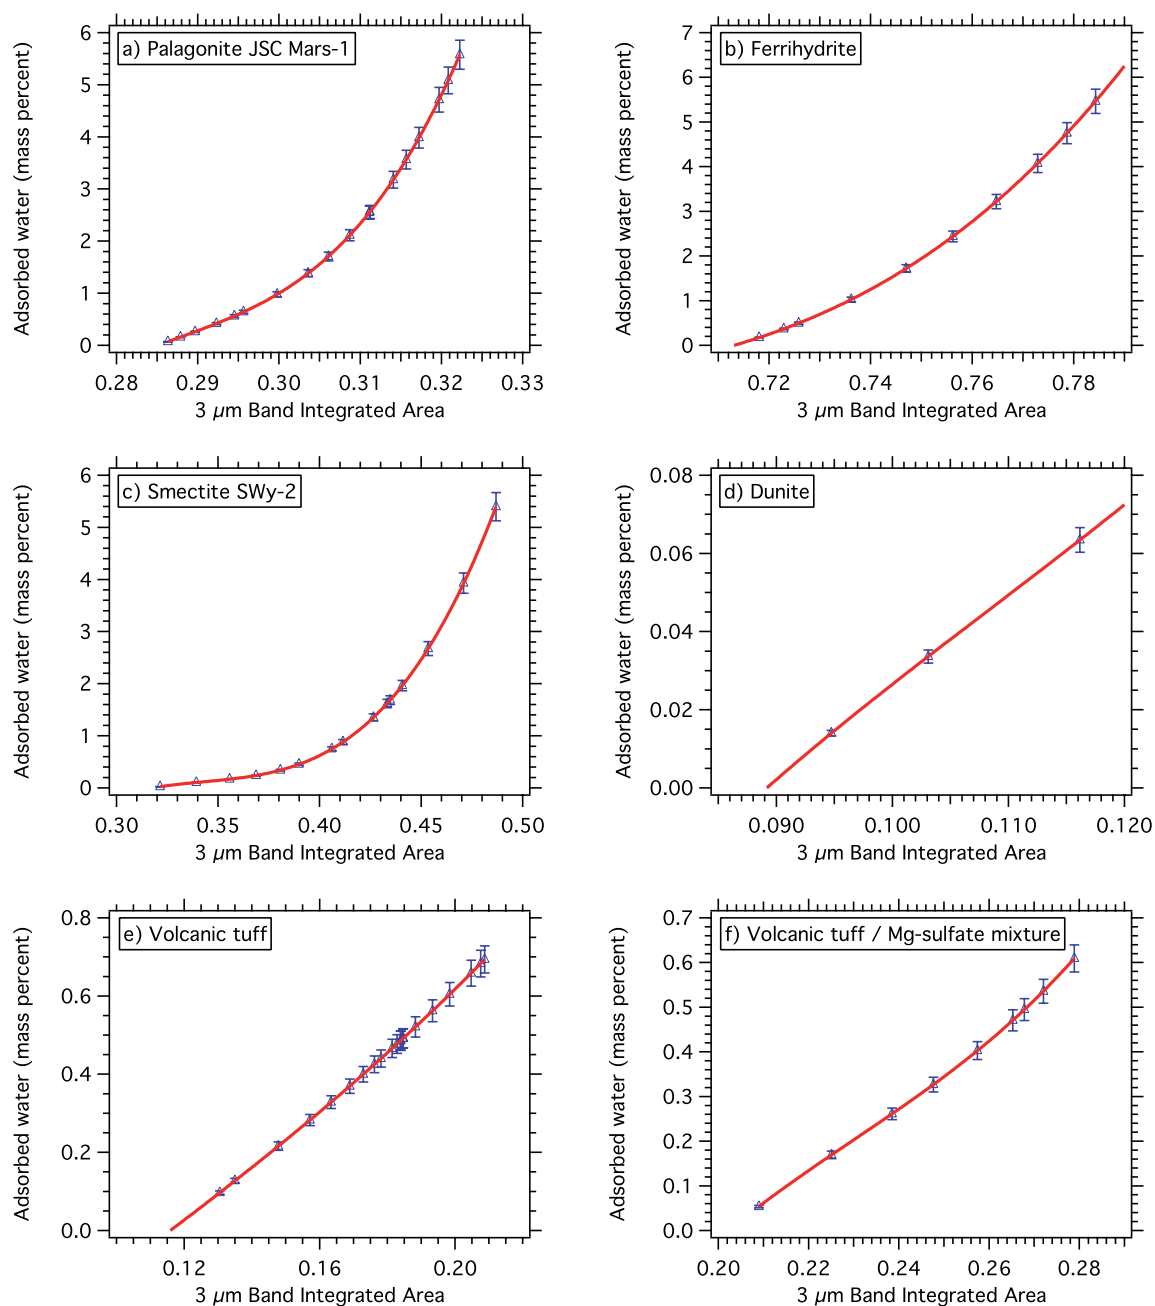 a) Palagonite JSC Mars-1
Adsorbed water (mass percent)
6
5
4
3
2
1
0
0.28 0.29 0.30 0.31 0.32 0.33
3 µm Band Integrated Area
b) Ferrihydrite
Adsorbed water (mass percent)
7
6
5
4
3
2
1
0
0.72 0.74 0.76 0.78
3 µm Band Integrated Area
c) Smectite SWy-2
Adsorbed water (mass percent)
6
5
4
3
2
1
0
0.30 0.35 0.40 0.45 0.50
3 µm Band Integrated Area
d) Dunite
Adsorbed water (mass percent)
0.08
0.06
0.04
0.02
0.00
0.090 0.100 0.110 0.120
3 µm Band Integrated Area
e) Volcanic tuff
Adsorbed water (mass percent)
0.8
0.6
0.4
0.2
0.0
0.12 0.16 0.20
3 µm Band Integrated Area
f) Volcanic tuff / Mg-sulfate mixture
Adsorbed water (mass percent)
0.7
0.6
0.5
0.4
0.3
0.2
0.1
0.0
0.20 0.22 0.24 0.26 0.28
3 µm Band Integrated Area